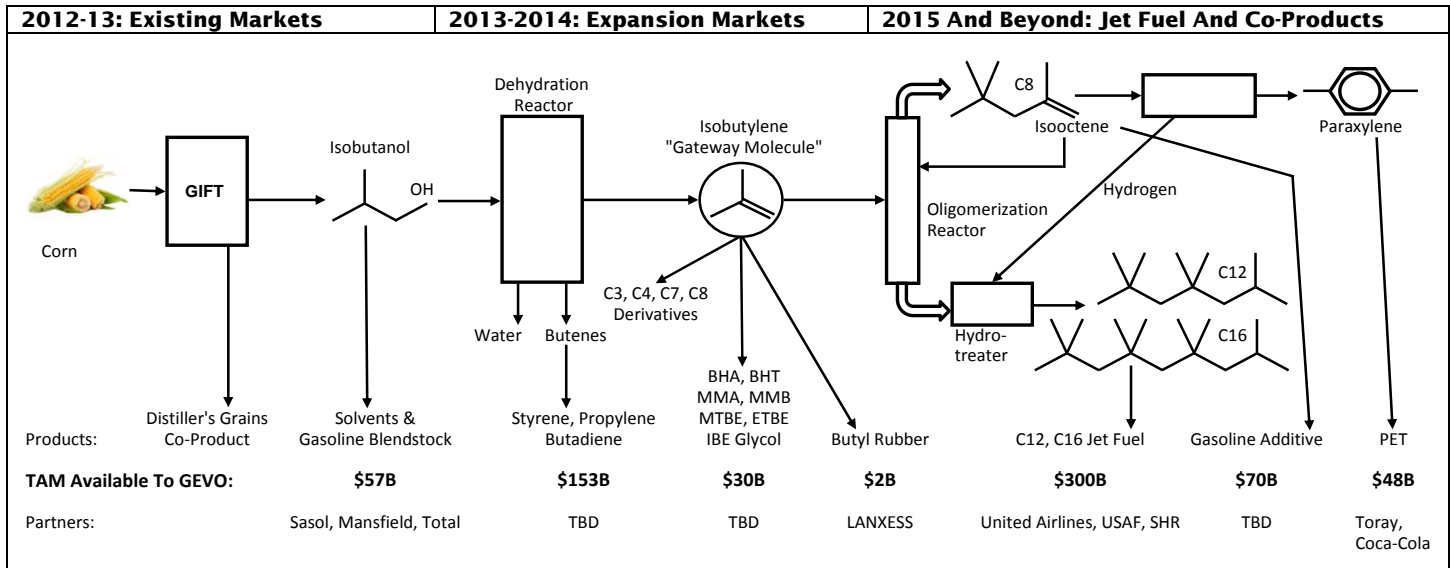 2012-13: Existing Markets
2013-2014: Expansion Markets
2015 And Beyond: Jet Fuel And Co-Products
Corn
GIFT
Isobutanol
OH
Dehydration
Reactor
Water
Butenes
Isobutylene
"Gateway Molecule"
C3, C4, C7, C8
Derivatives
C8
Isooctene
Paraxylene
Hydrogen
Oligomerization
Reactor
Hydro-
treater
C12
C16
BHA, BHT
MMA, MMB
MTBE, ETBE
IBE Glycol
Products:
Distiller's Grains
Co-Product
Solvents &
Gasoline Blendstock
Styrene, Propylene
Butadiene
Butyl Rubber
C12, C16 Jet Fuel
Gasoline Additive
PET
TAM Available To GEVO: $57B $153B $30B $2B $300B $70B $48B
Partners: Sasol, Mansfield, Total TBD TBD LANXESS United Airlines, USAF, SHR TBD Toray,
Coca-Cola